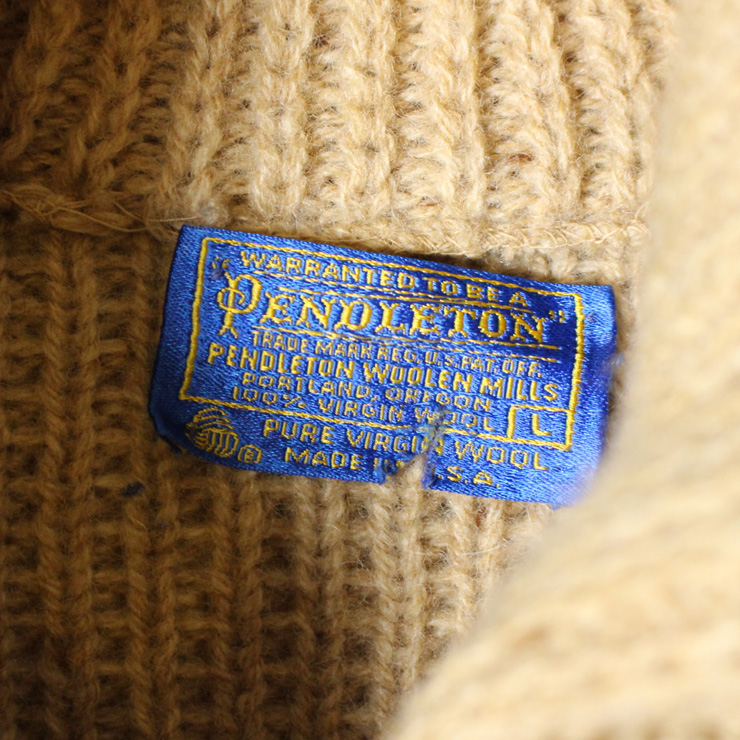 WARRANTED TO BE A
"PENDLETON"
TRADE MARK REG. U.S. PAT. OFF.
PENDLETON WOOLEN MILLS
PORTLAND, OREGON
100% VIRGIN WOOL L
PURE VIRGIN WOOL
R MADE U.S.A.